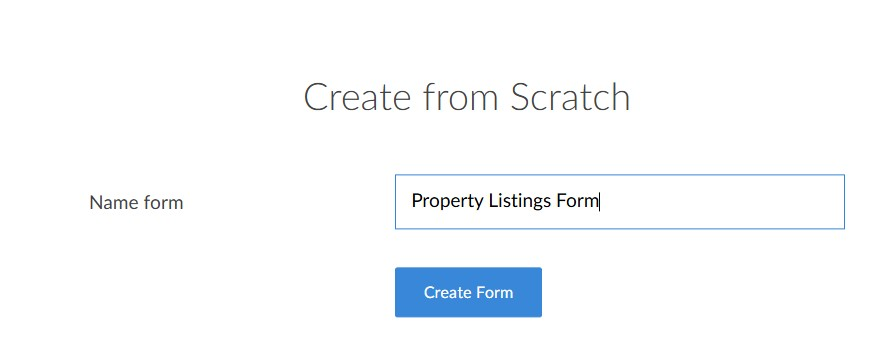 Create from Scratch
Name form
Property Listings Form
Create Form